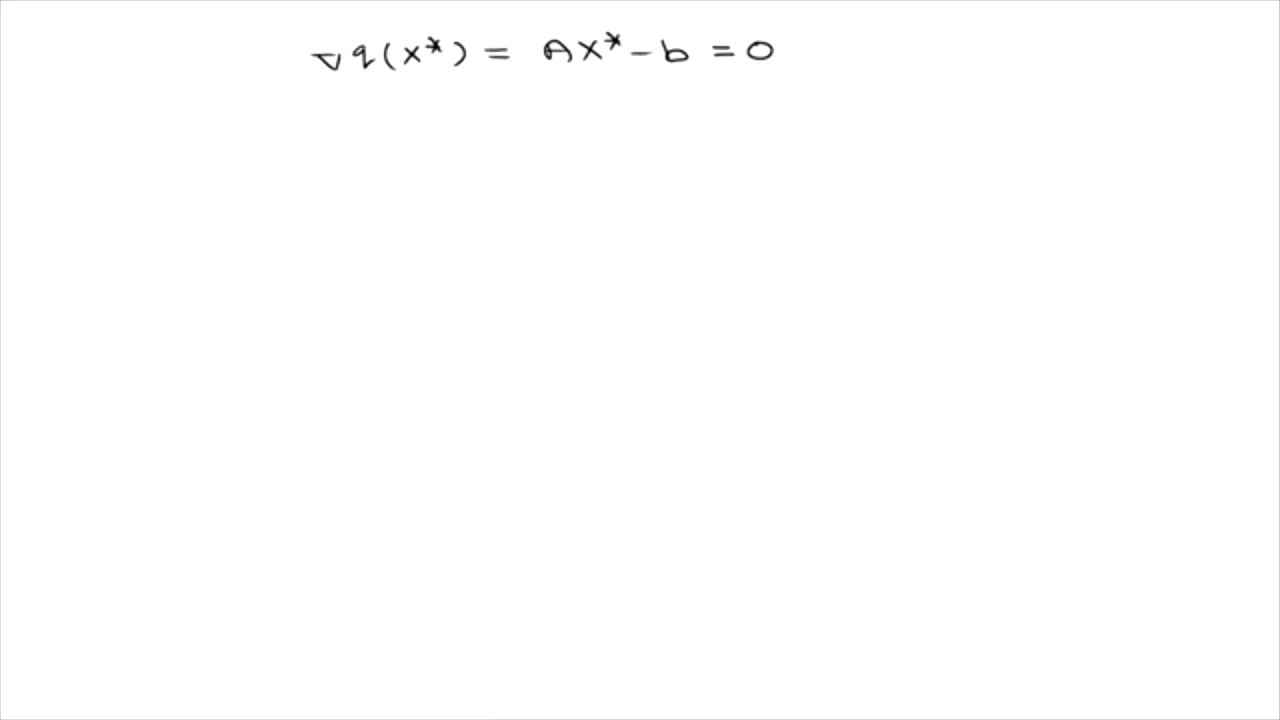 ∇q(x*) = Ax* - b = 0